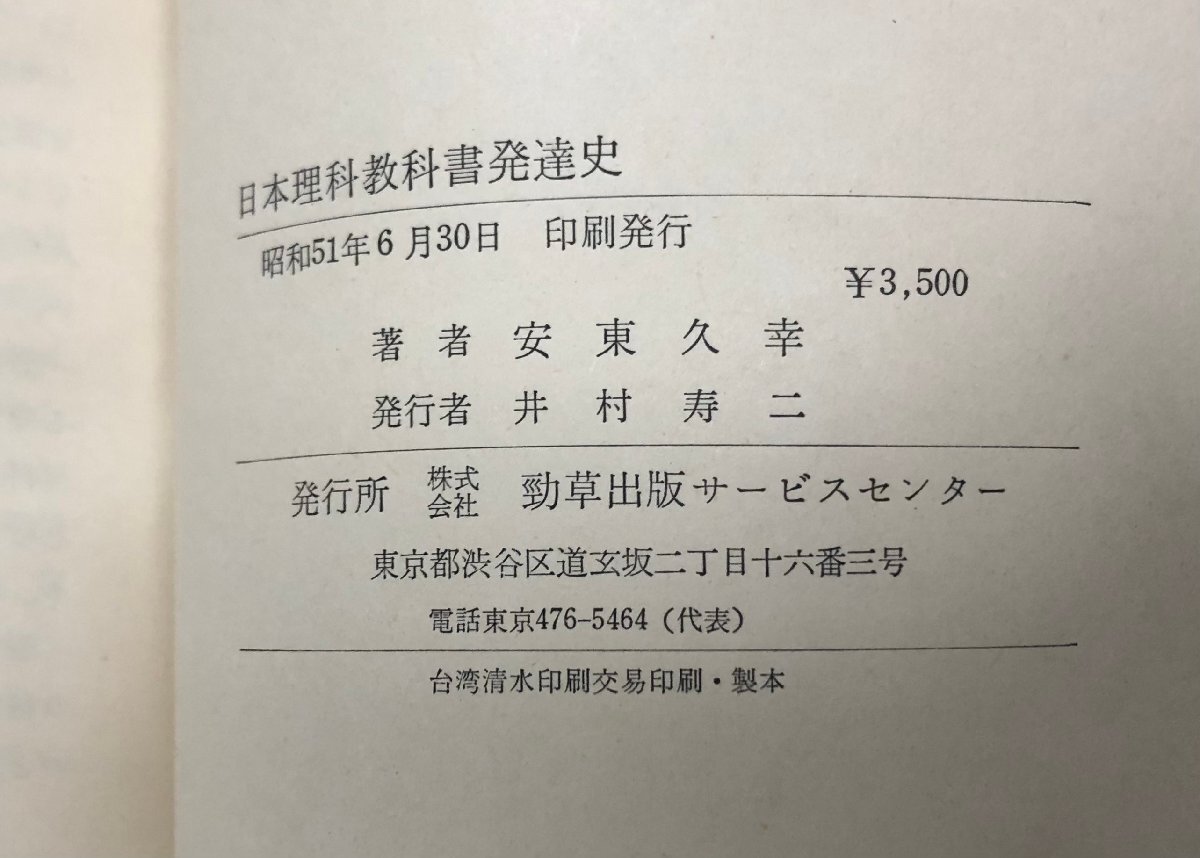 日本理科教科書発達史
昭和51年6月30日 印刷発行
¥3,500
著者 安東久幸
発行者 井村寿二
発行所 株式会社 勁草出版サービスセンター
東京都渋谷区道玄坂二丁目十六番三号
電話東京476-5464（代表）
台湾清水印刷交易印刷・製本